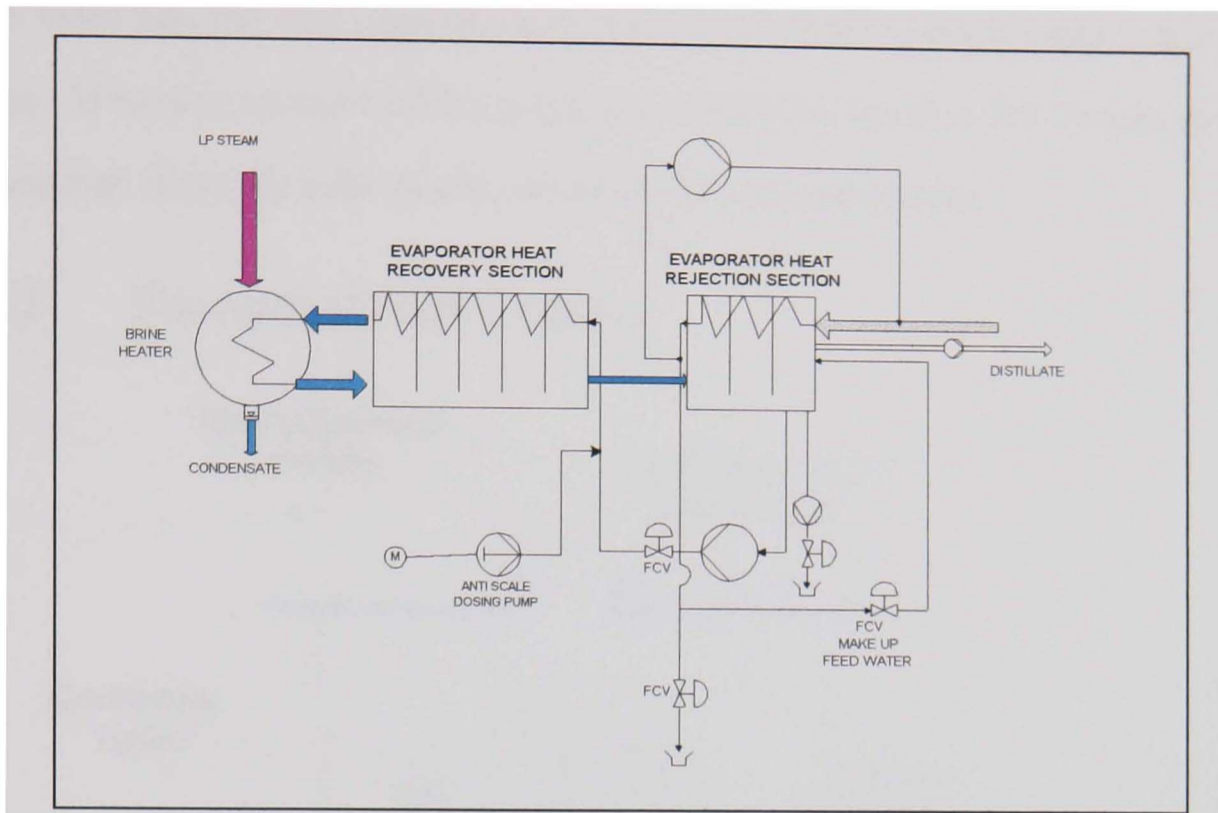 LP STEAM
EVAPORATOR HEAT
RECOVERY SECTION
EVAPORATOR HEAT
REJECTION SECTION
BRINE
HEATER
DISTILLATE
CONDENSATE
M
FCV
ANTI SCALE
DOSING PUMP
FCV
MAKE UP
FEED WATER
FCV